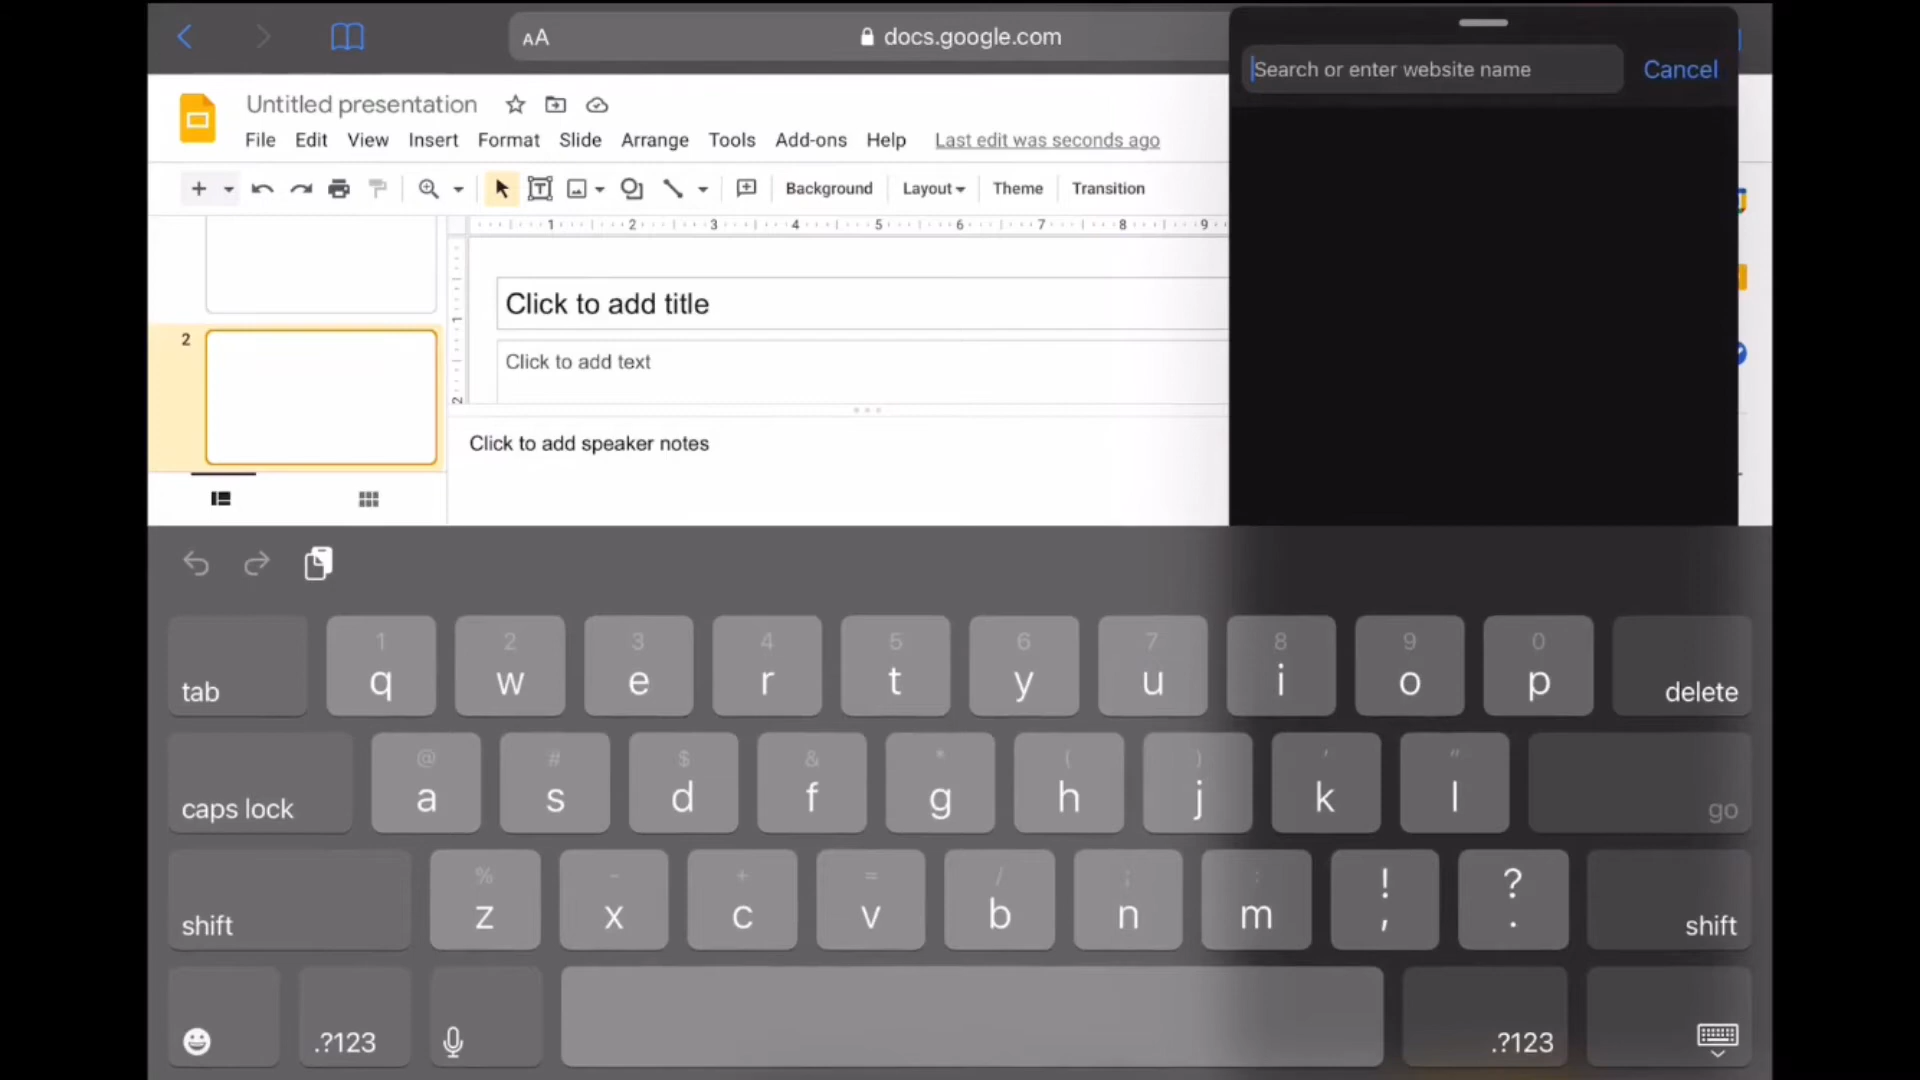 AA docs.google.com
Search or enter website name Cancel
Untitled presentation
File Edit View Insert Format Slide Arrange Tools Add-ons Help Last edit was seconds ago
Background Layout Theme Transition
1 2 3 4 5 6 7 8 9
1
2
2
Click to add title
Click to add text
Click to add speaker notes
1 2 3 4 5 6 7 8 9 0
tab q w e r t y u i o p delete
@ # $ & * ( ) ' "
caps lock a s d f g h j k l go
% - + = / ; : ! ?
shift z x c v b n m , . shift
.?123 .?123